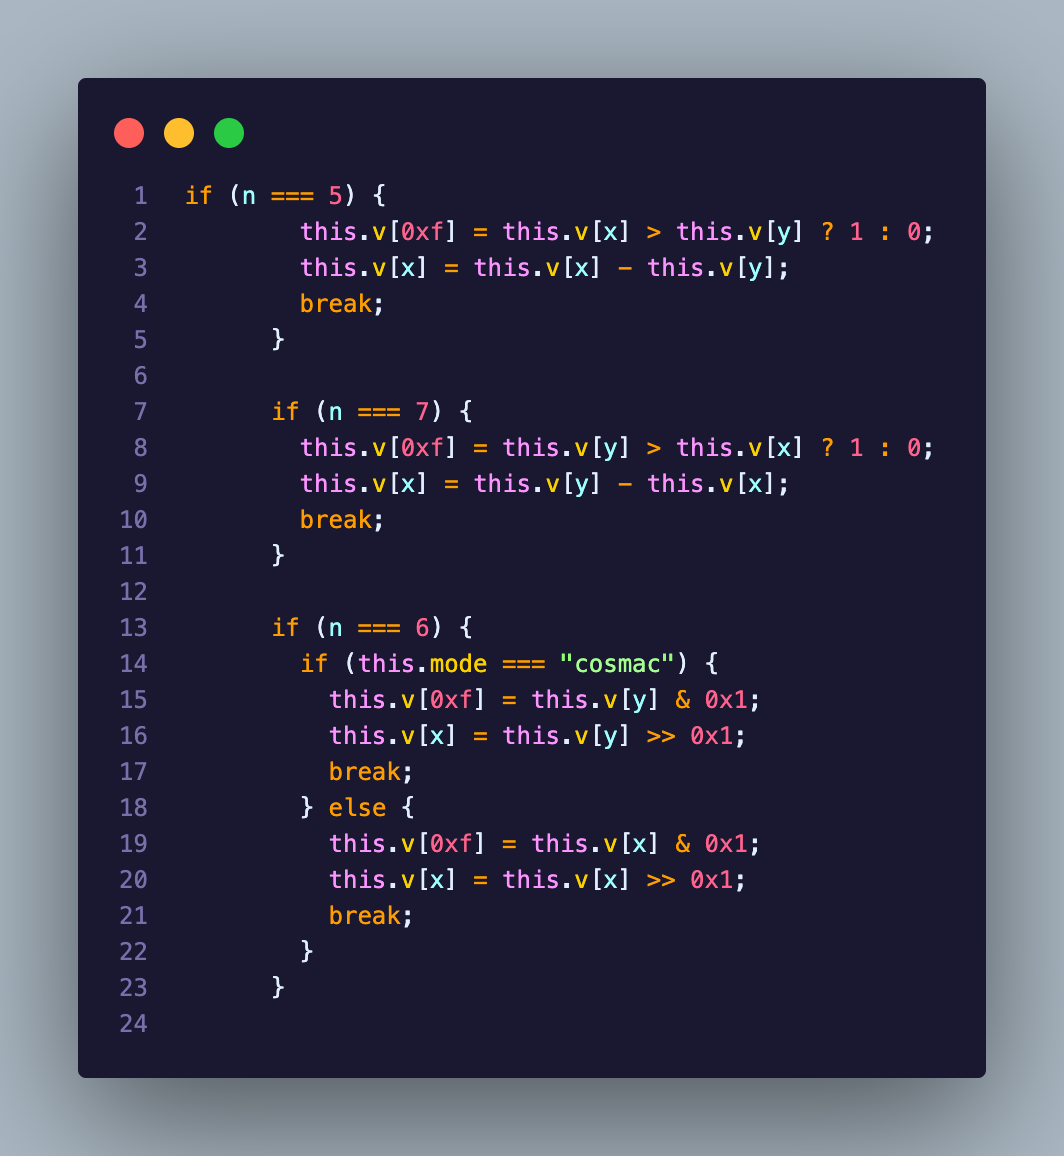 1 if (n === 5) {
2 this.v[0xf] = this.v[x] > this.v[y] ? 1 : 0;
3 this.v[x] = this.v[x] - this.v[y];
4 break;
5 }
6
7 if (n === 7) {
8 this.v[0xf] = this.v[y] > this.v[x] ? 1 : 0;
9 this.v[x] = this.v[y] - this.v[x];
10 break;
11 }
12
13 if (n === 6) {
14 if (this.mode === "cosmac") {
15 this.v[0xf] = this.v[y] & 0x1;
16 this.v[x] = this.v[y] >> 0x1;
17 break;
18 } else {
19 this.v[0xf] = this.v[x] & 0x1;
20 this.v[x] = this.v[x] >> 0x1;
21 break;
22 }
23 }
24